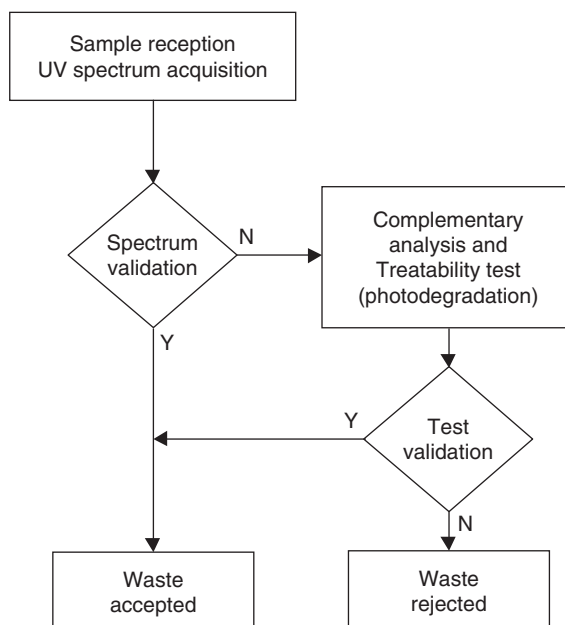 Sample reception
UV spectrum acquisition
Spectrum
validation
N
Complementary
analysis and
Treatability test
(photodegradation)
Y
Y
Test
validation
N
Waste
accepted
Waste
rejected